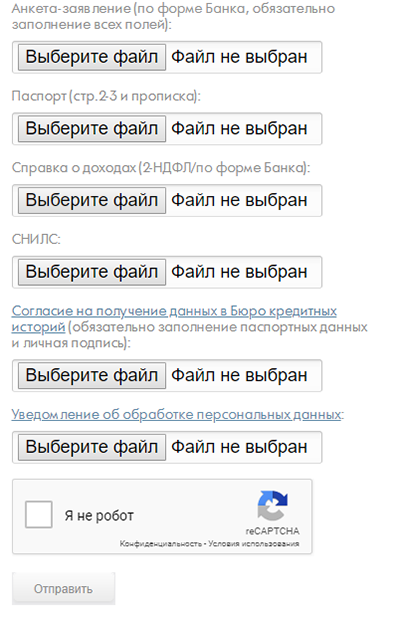 Анкета-заявление (по форме Банка, обязательно
заполнение всех полей):
Выберите файл Файл не выбран
Паспорт (стр.2-3 и прописка):
Выберите файл Файл не выбран
Справка о доходах (2-НДФЛ/по форме Банка):
Выберите файл Файл не выбран
СНИЛС:
Выберите файл Файл не выбран
Согласие на получение данных в Бюро кредитных
историй (обязательно заполнение паспортных данных
и личная подпись):
Выберите файл Файл не выбран
Уведомление об обработке персональных данных:
Выберите файл Файл не выбран
Я не робот
reCAPTCHA
Конфиденциальность - Условия использования
Отправить